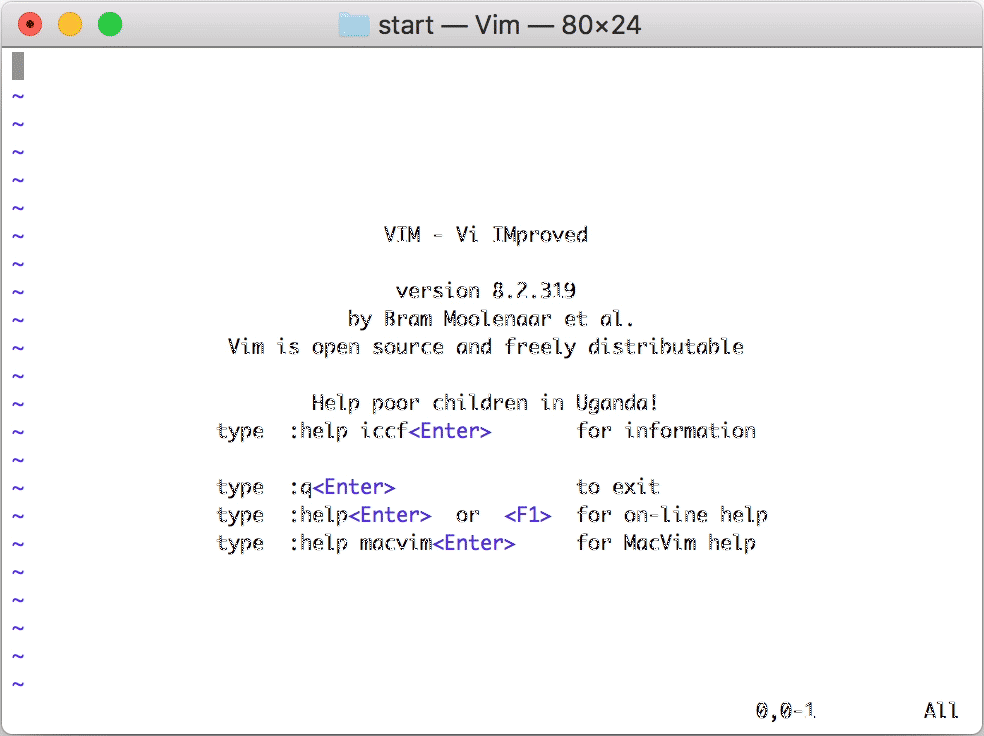 start — Vim — 80×24
~
~
~
~
~
~ VIM - Vi IMproved
~
~ version 8.2.319
~ by Bram Moolenaar et al.
~ Vim is open source and freely distributable
~
~ Help poor children in Uganda!
~ type :help iccf<Enter> for information
~
~ type :q<Enter> to exit
~ type :help<Enter> or <F1> for on-line help
~ type :help macvim<Enter> for MacVim help
~
~
~
~
~
0,0-1 All